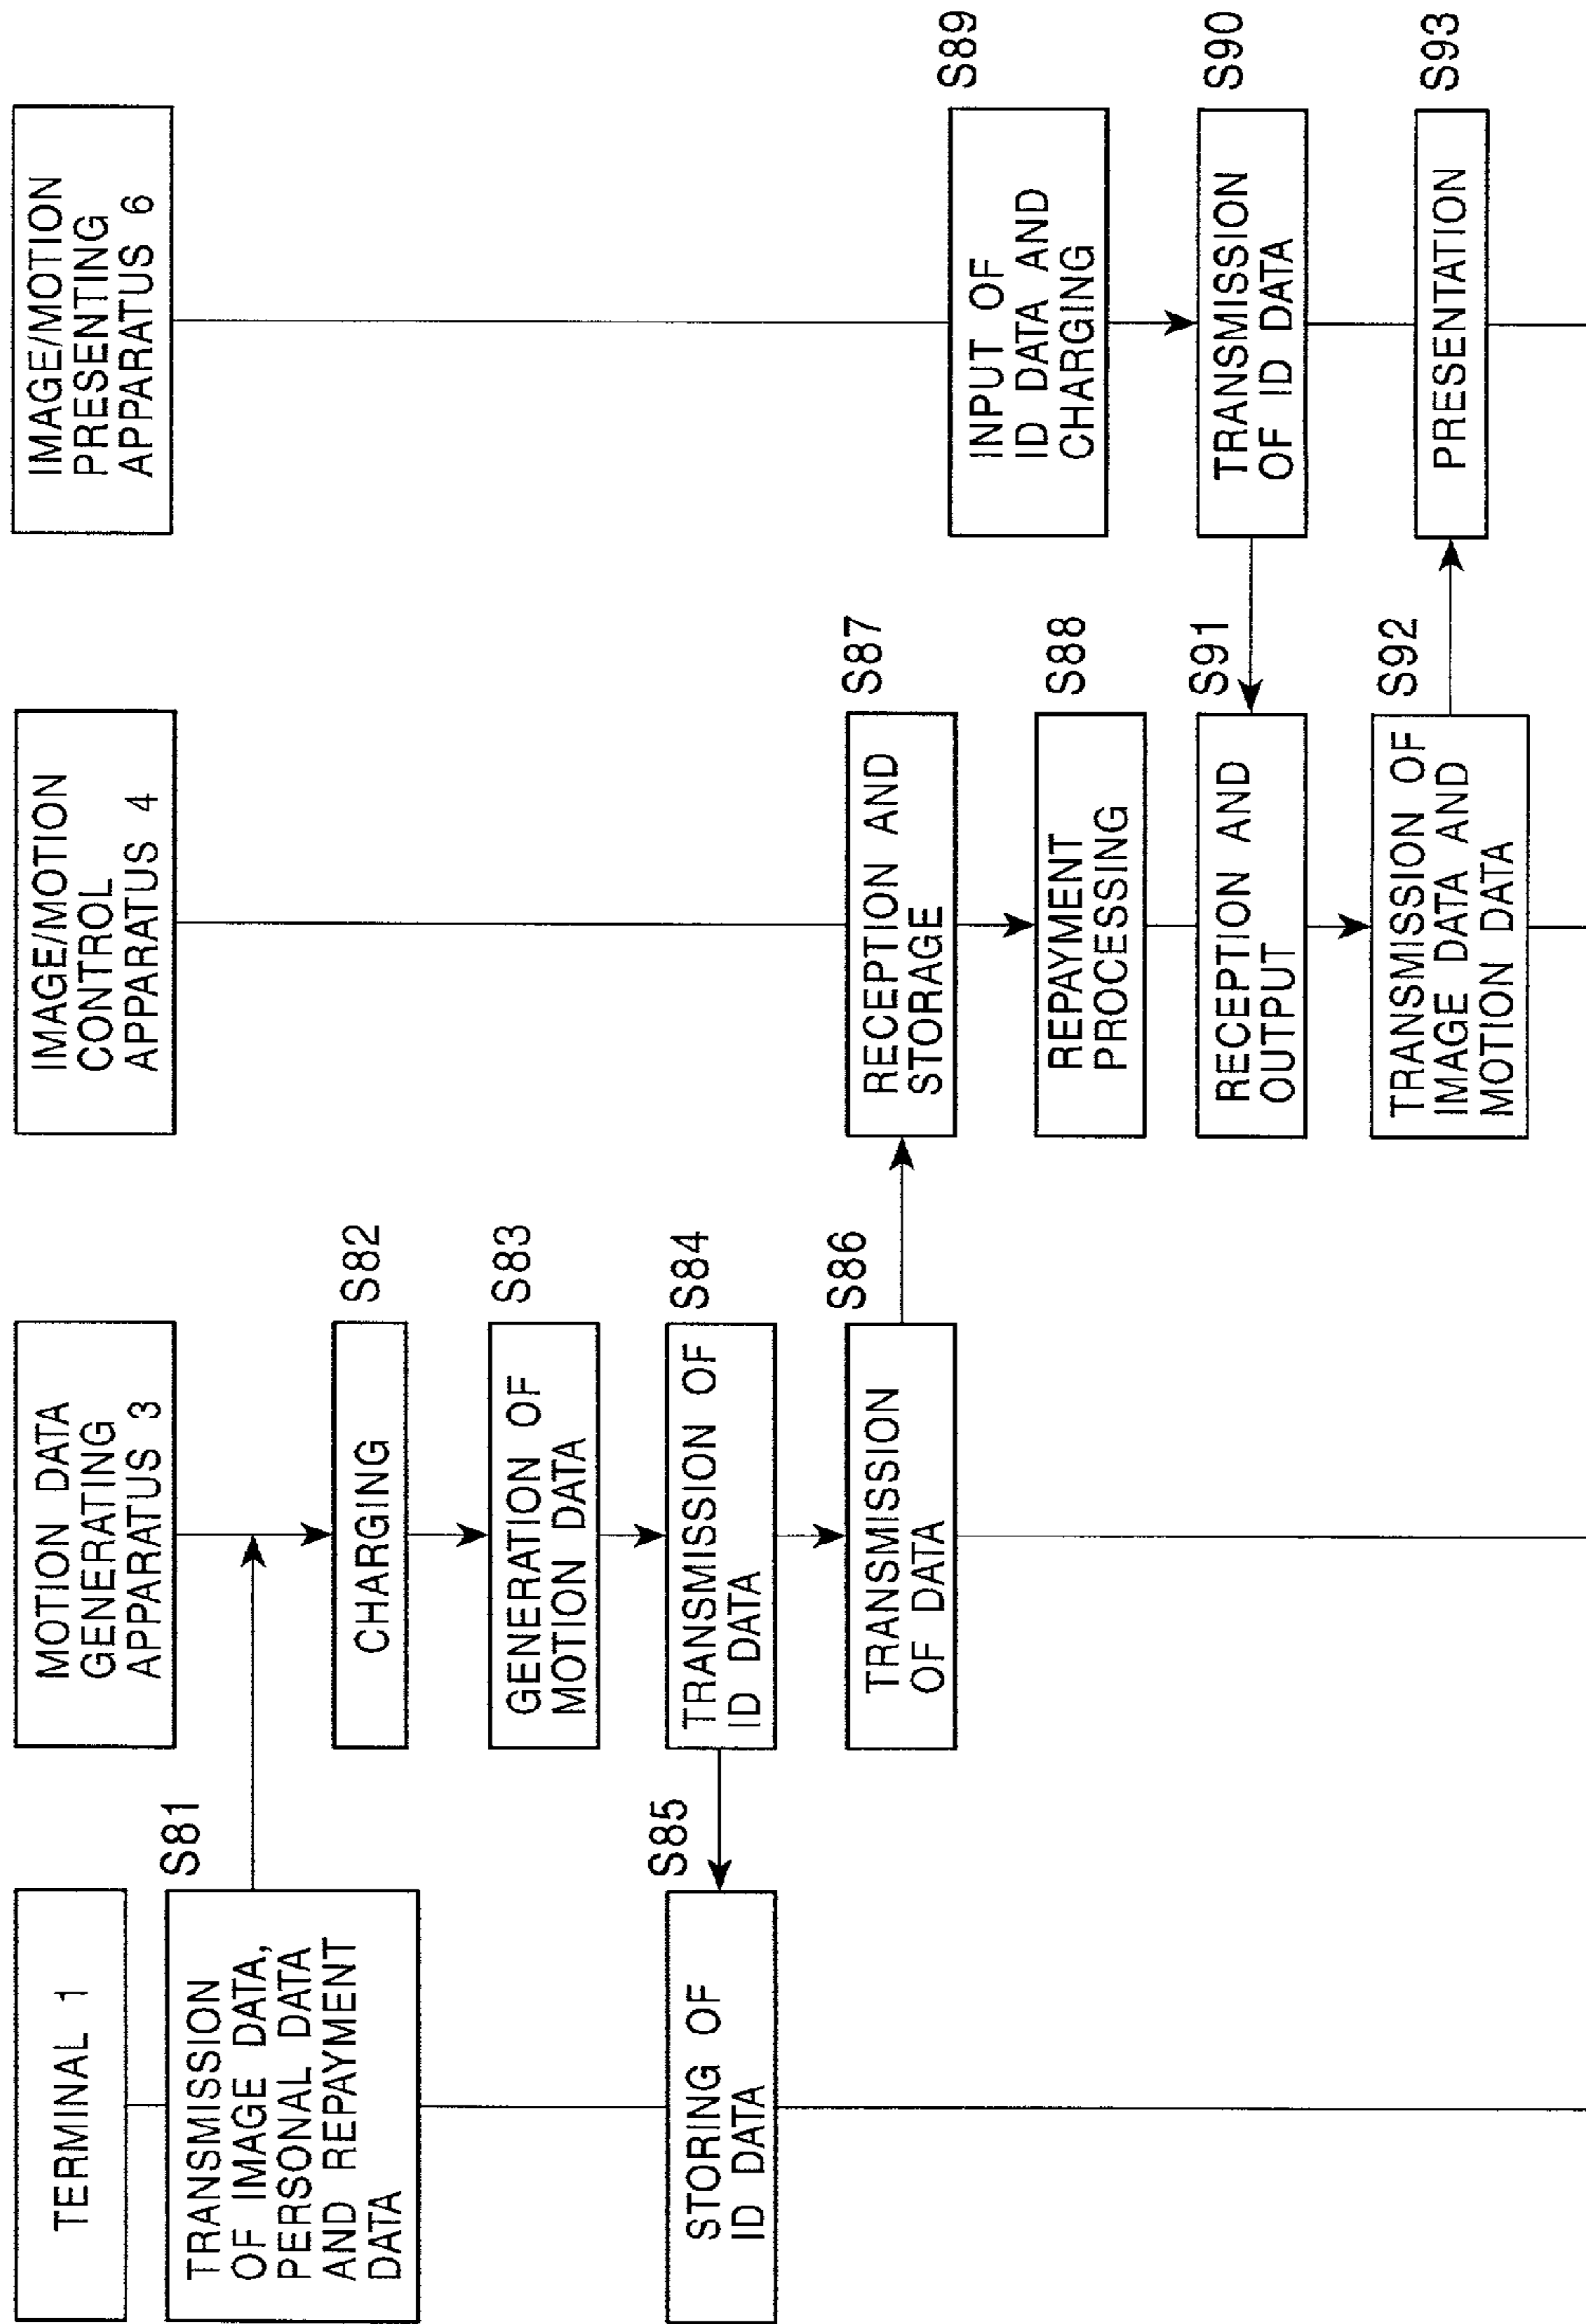 TERMINAL 1
MOTION DATA
GENERATING
APPARATUS 3
IMAGE/MOTION
CONTROL
APPARATUS 4
IMAGE/MOTION
PRESENTING
APPARATUS 6
S81
TRANSMISSION
OF IMAGE DATA,
PERSONAL DATA
AND REPAYMENT
DATA
S82
CHARGING
S83
GENERATION OF
MOTION DATA
S84
TRANSMISSION OF
ID DATA
S85
STORING OF
ID DATA
S86
TRANSMISSION
OF DATA
S87
RECEPTION AND
STORAGE
S88
REPAYMENT
PROCESSING
S89
INPUT OF
ID DATA AND
CHARGING
S90
TRANSMISSION
OF ID DATA
S91
RECEPTION AND
OUTPUT
S92
TRANSMISSION OF
IMAGE DATA AND
MOTION DATA
S93
PRESENTATION